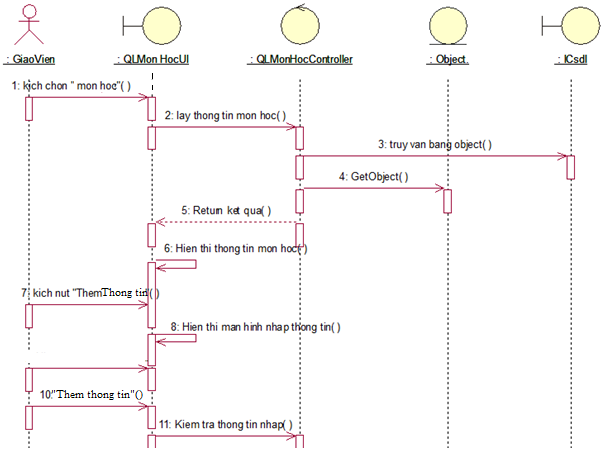 : GiaoVien
: QLMon HocUI
: QLMonHocController
: Object
: ICsdl
1: kich chon " mon hoc"( )
2: lay thong tin mon hoc( )
3: truy van bang object( )
4: GetObject( )
5: Return ket qua( )
6: Hien thi thong tin mon hoc( )
7: kich nut "ThemThong tin( )
8: Hien thi man hinh nhap thong tin( )
10:"Them thong tin"()
11: Kiem tra thong tin nhap( )